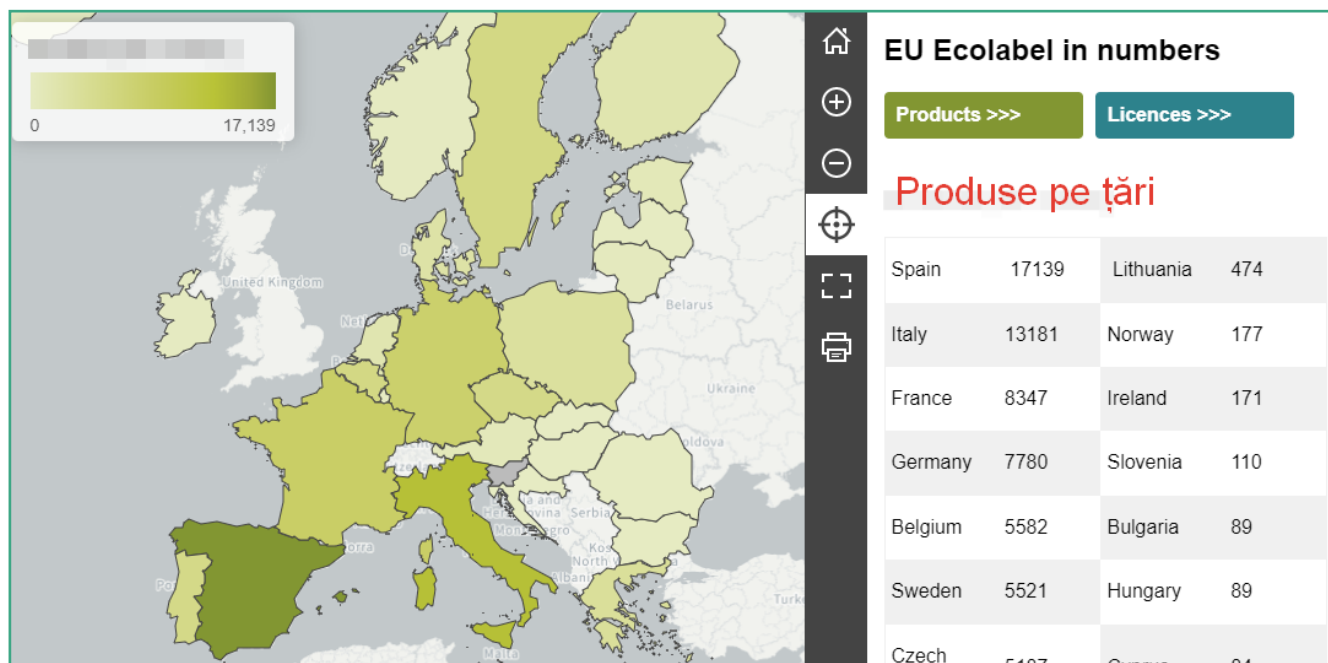 0 17,139
United Kingdom
Belarus
Ukraine
Serbia
Malta
EU Ecolabel in numbers
Products >>> Licences >>>
Produse pe țări
Spain 17139 Lithuania 474
Italy 13181 Norway 177
France 8347 Ireland 171
Germany 7780 Slovenia 110
Belgium 5582 Bulgaria 89
Sweden 5521 Hungary 89
Czech